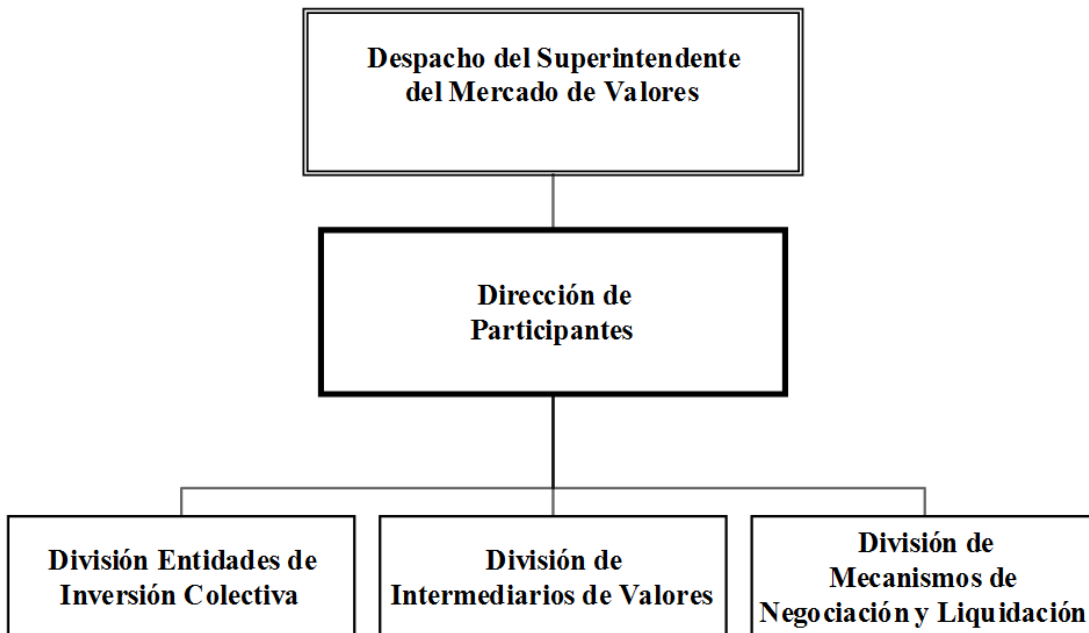 Despacho del Superintendente
del Mercado de Valores
Dirección de
Participantes
División Entidades de
Inversión Colectiva
División de
Intermediarios de Valores
División de
Mecanismos de
Negociación y Liquidación